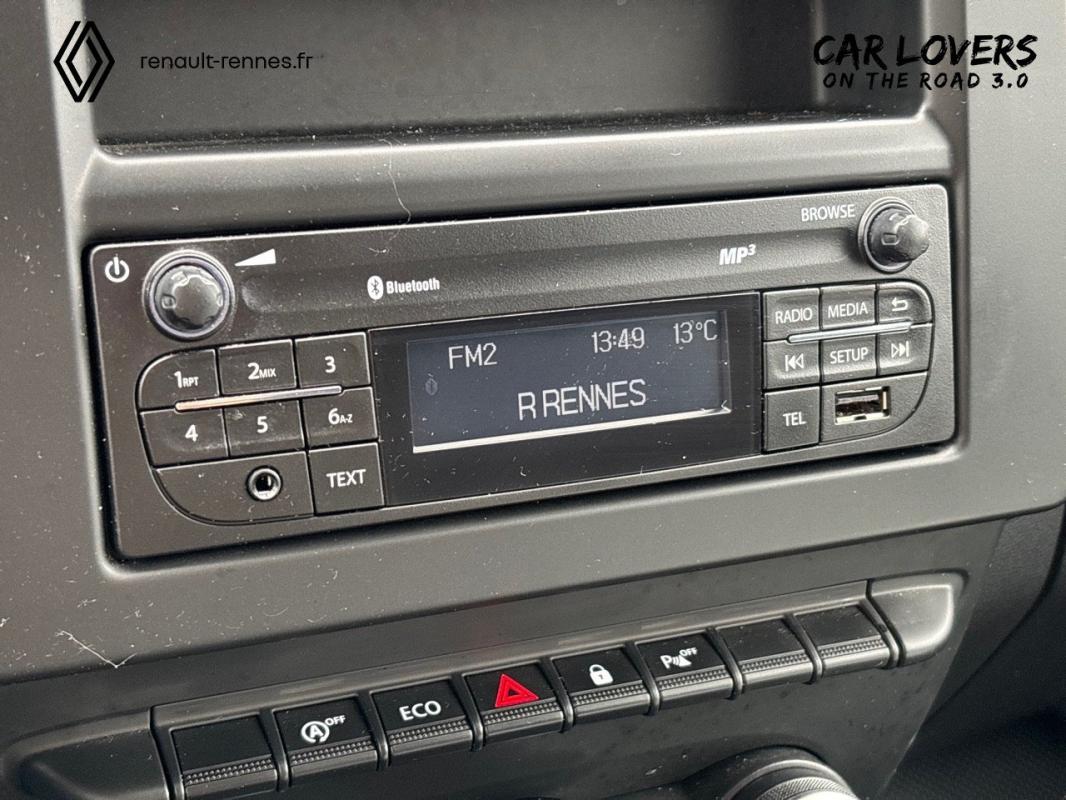 renault-rennes.fr
CAR LOVERS
ON THE ROAD 3.0
BROWSE
MP3
Bluetooth
RADIO MEDIA
SETUP
TEL
1RPT 2MIX 3
4 5 6A-Z
TEXT
FM2 13:49 13°C
R RENNES
A OFF
ECO
P OFF